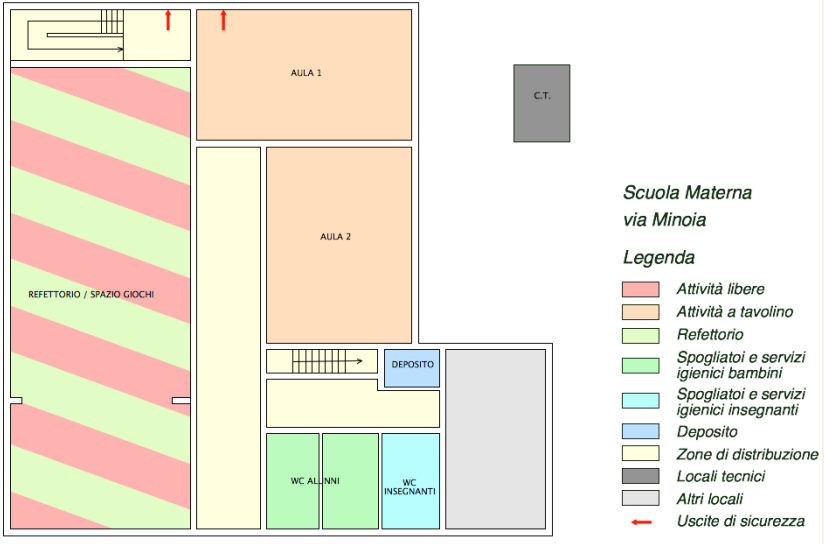 AULA 1
C.T.
AULA 2
REFETTORIO / SPAZIO GIOCHI
DEPOSITO
WC ALUNNI
WC
INSEGNANTI
Scuola Materna
via Minoia
Legenda
Attività libere
Attività a tavolino
Refettorio
Spogliatoi e servizi
igienici bambini
Spogliatoi e servizi
igienici insegnanti
Deposito
Zone di distribuzione
Locali tecnici
Altri locali
Uscite di sicurezza